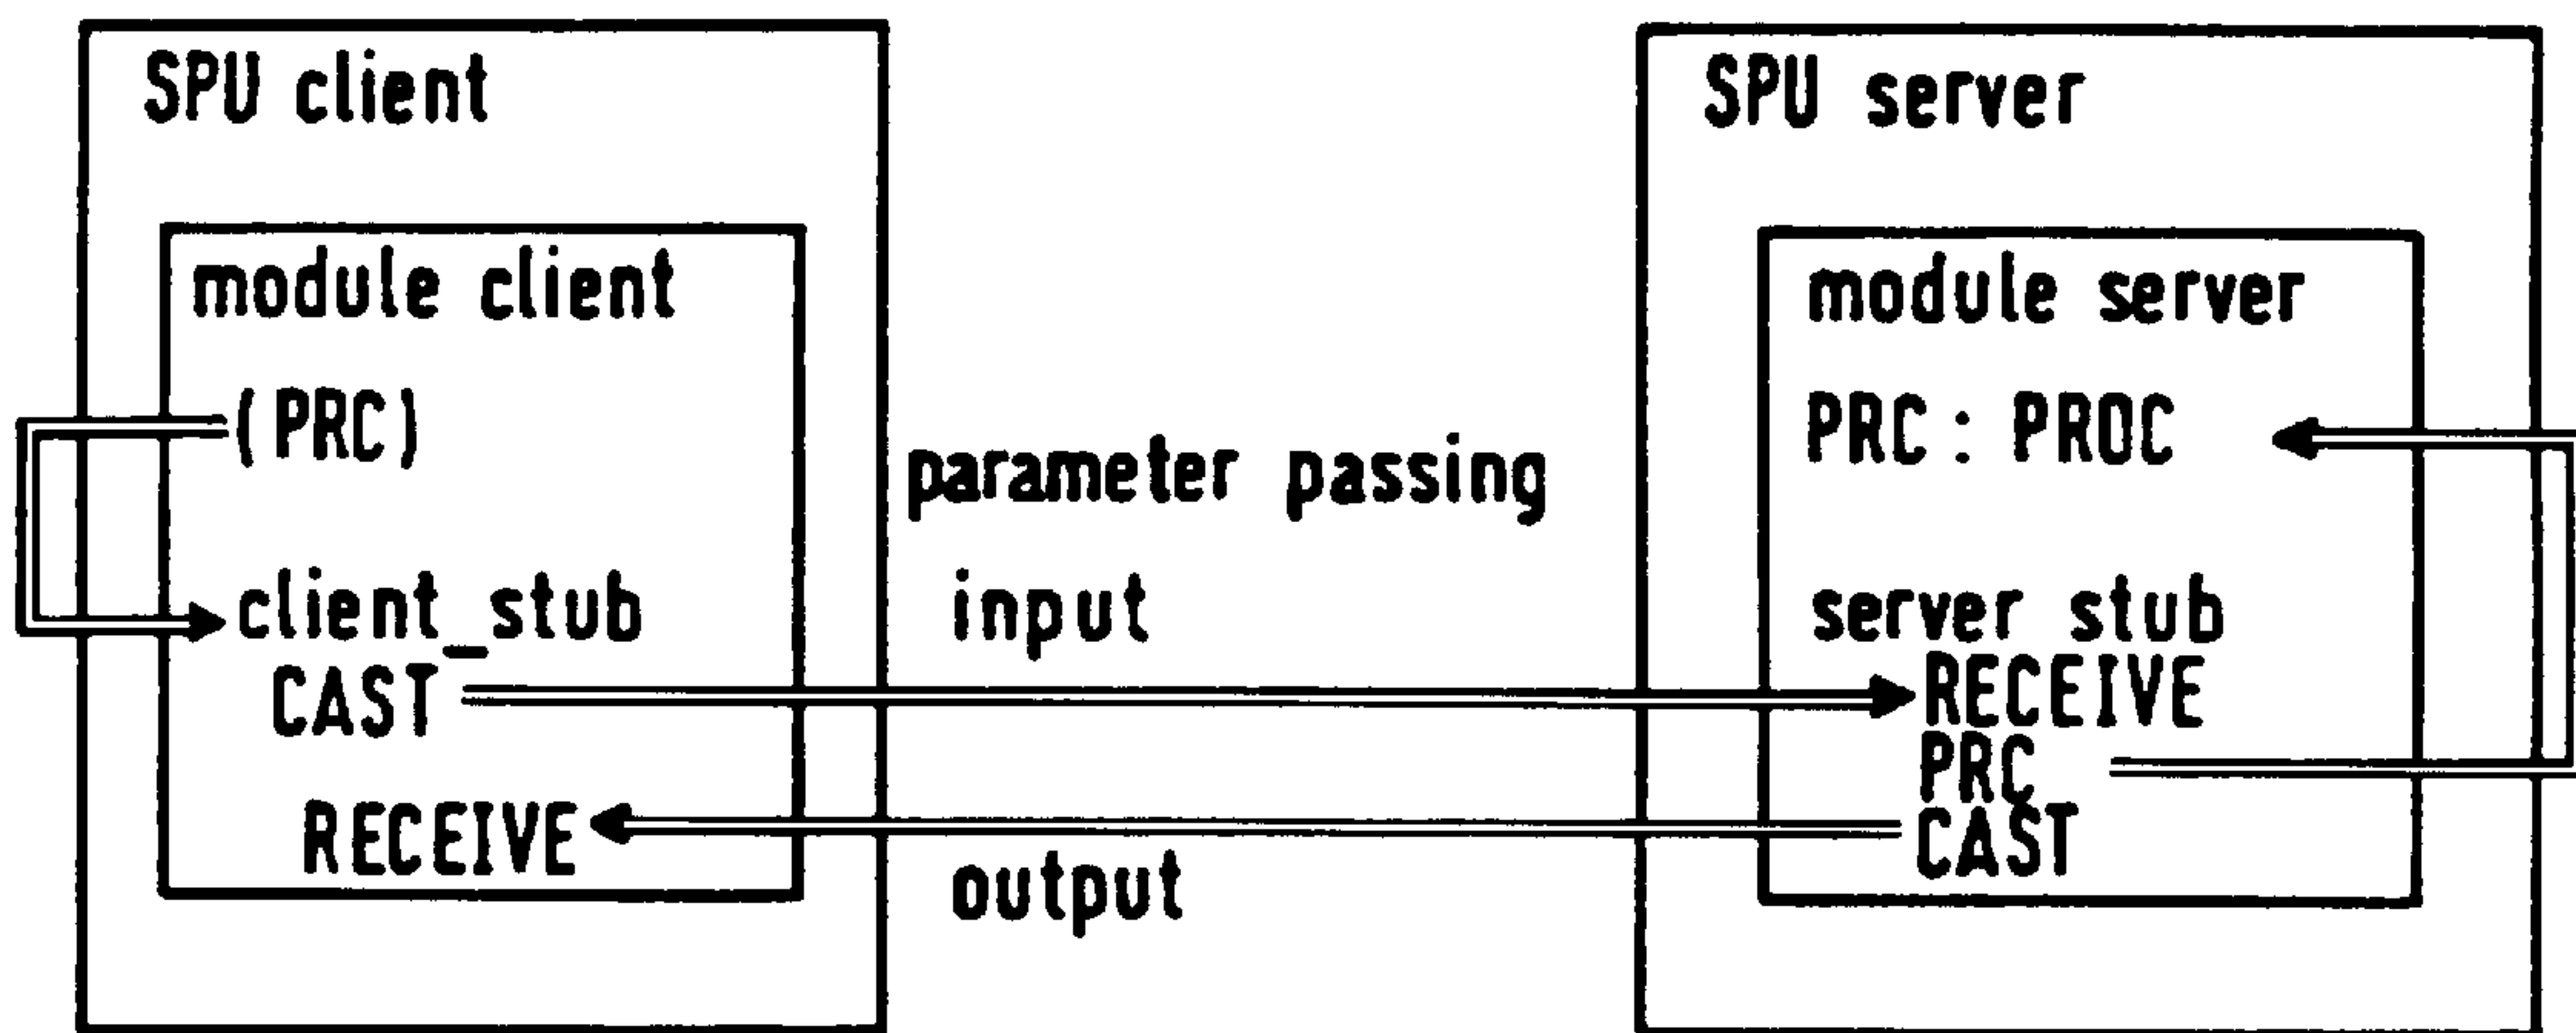 SPU client
module client
(PRC)
client_stub
CAST
RECEIVE
parameter passing
input
output
SPU server
module server
PRC : PROC
server stub
RECEIVE
PRC
CAST